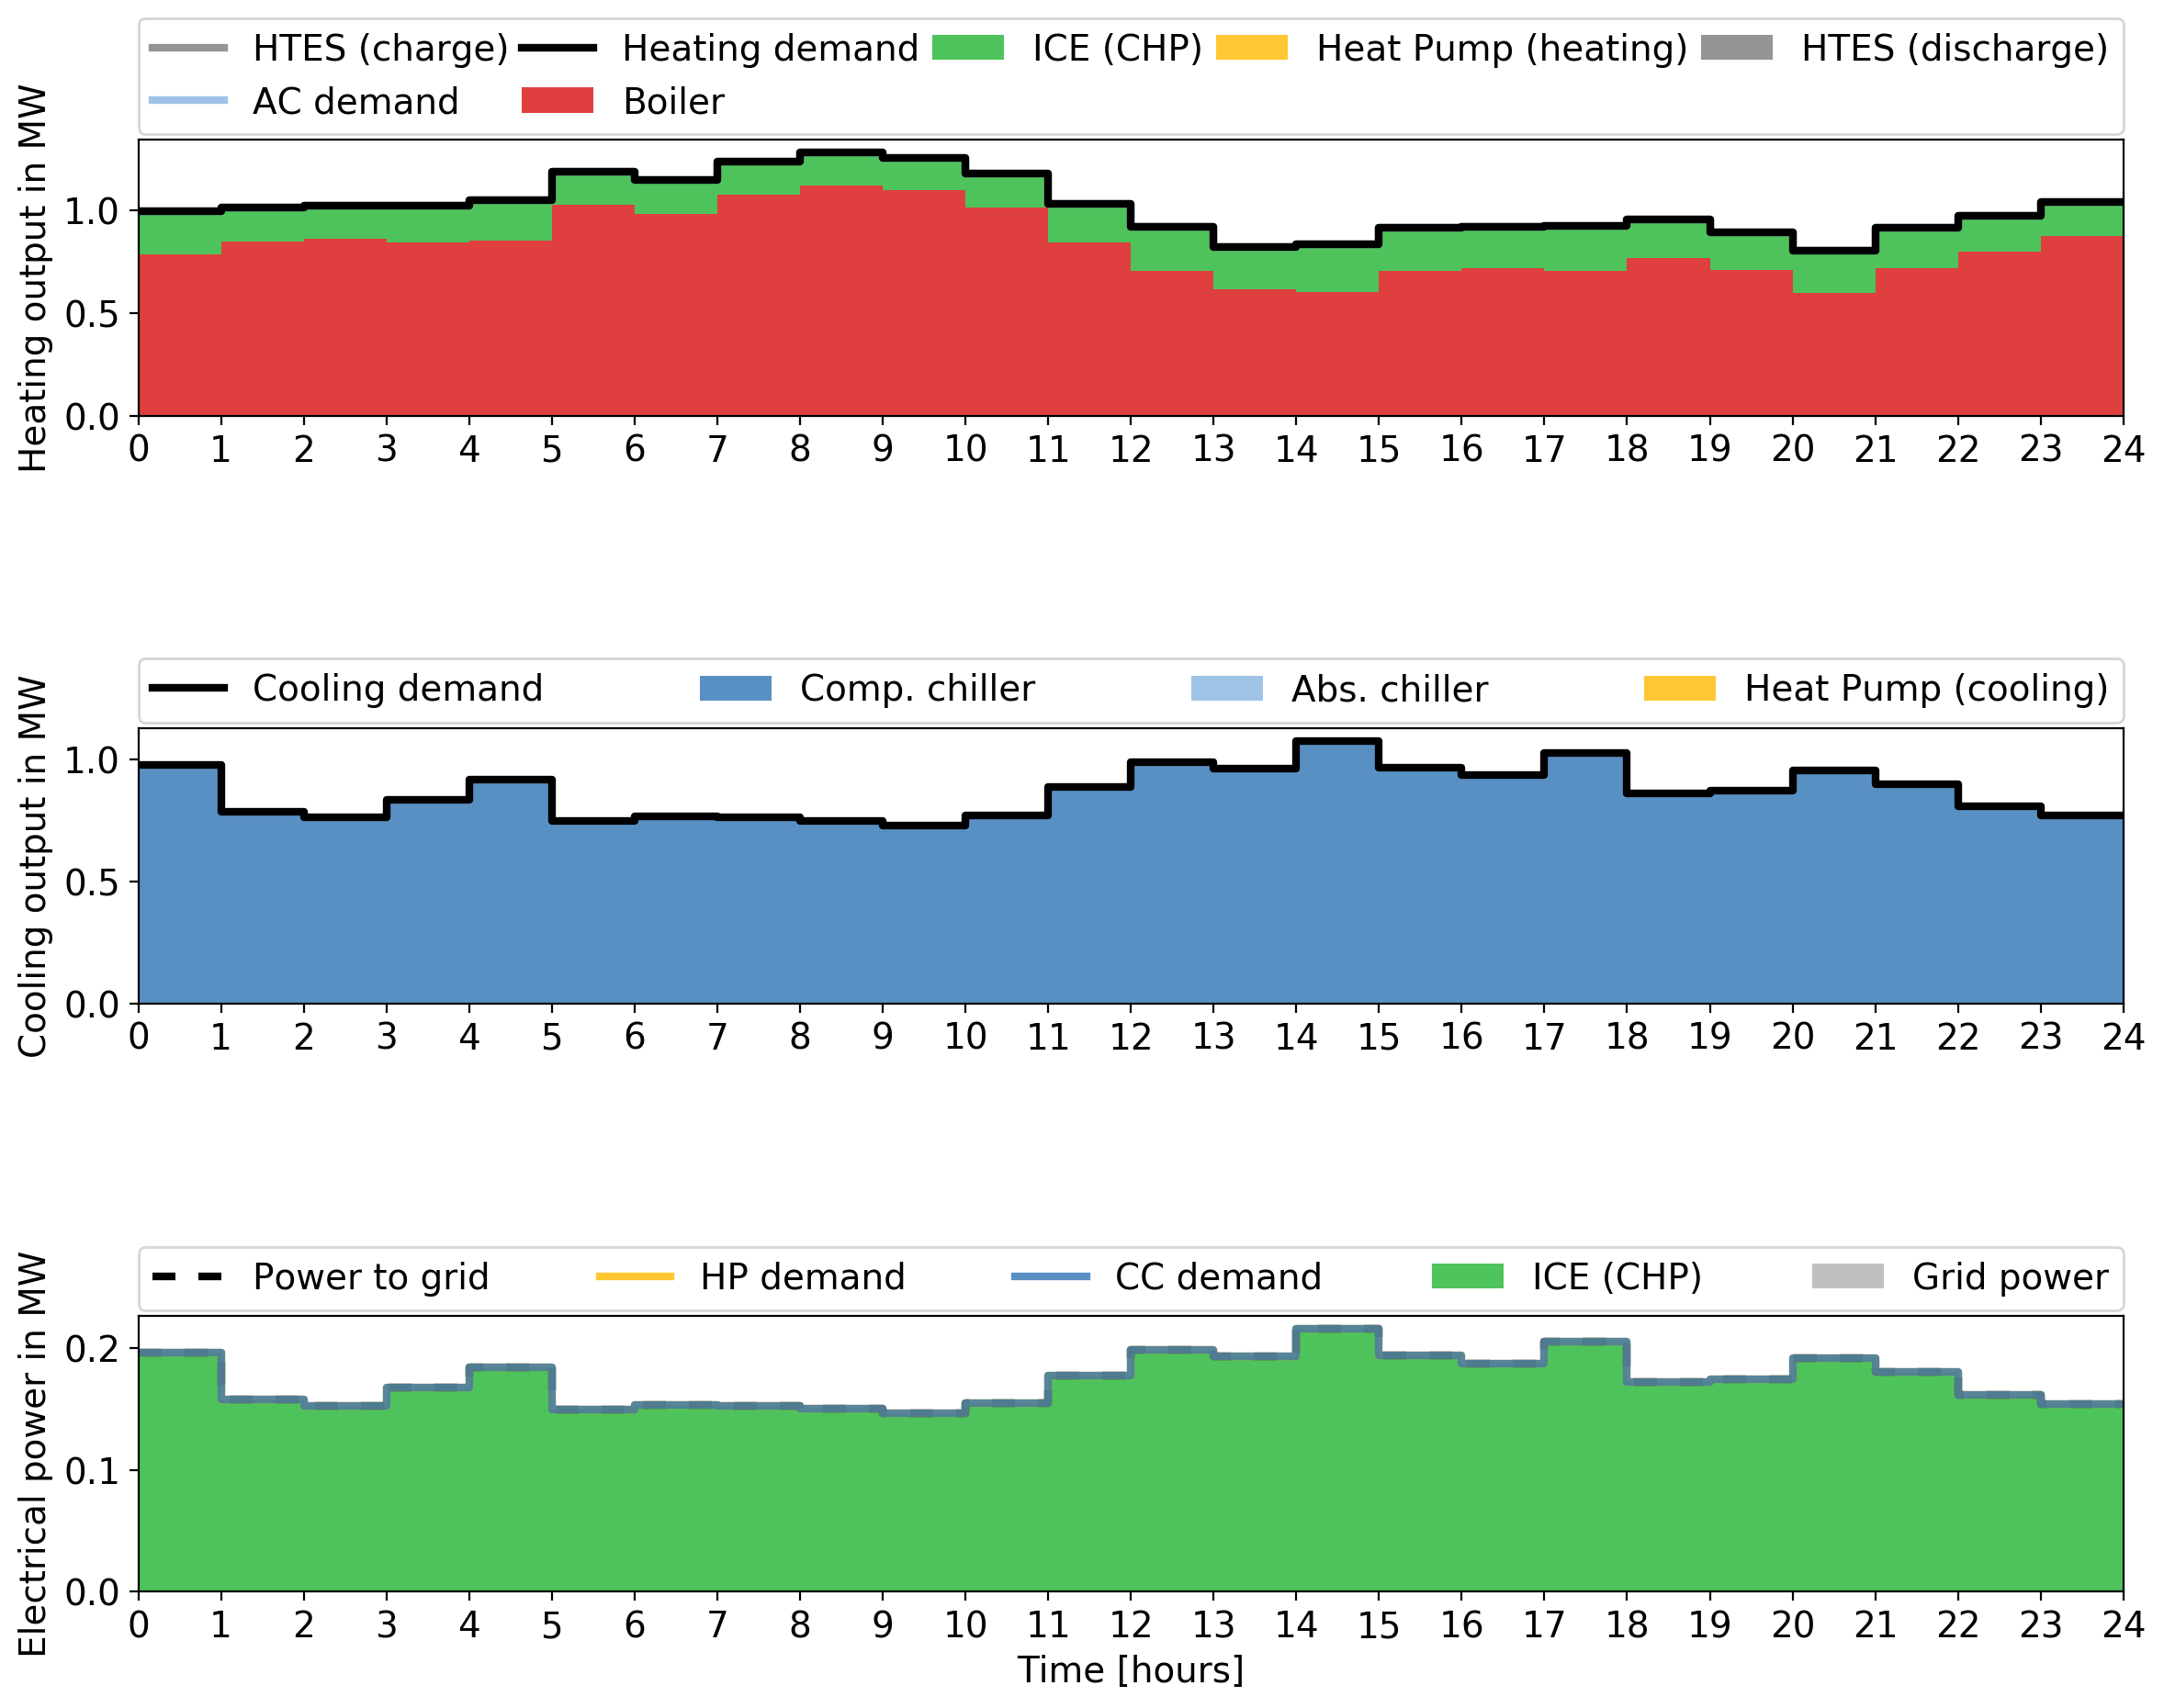 HTES (charge) Heating demand ICE (CHP) Heat Pump (heating) HTES (discharge)
AC demand Boiler
Heating output in MW
1.0
0.5
0.0
0 1 2 3 4 5 6 7 8 9 10 11 12 13 14 15 16 17 18 19 20 21 22 23 24
Cooling demand Comp. chiller Abs. chiller Heat Pump (cooling)
Cooling output in MW
1.0
0.5
0.0
0 1 2 3 4 5 6 7 8 9 10 11 12 13 14 15 16 17 18 19 20 21 22 23 24
Power to grid HP demand CC demand ICE (CHP) Grid power
Electrical power in MW
0.2
0.1
0.0
0 1 2 3 4 5 6 7 8 9 10 11 12 13 14 15 16 17 18 19 20 21 22 23 24
Time [hours]